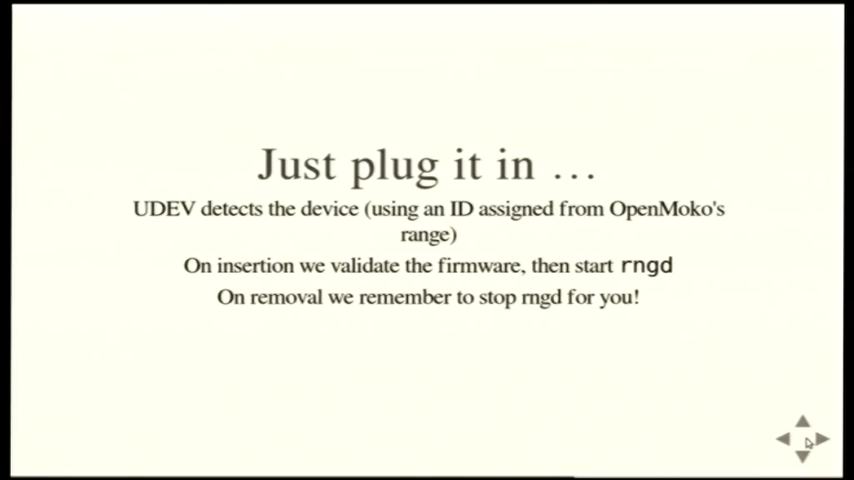 Just plug it in …
UDEV detects the device (using an ID assigned from OpenMoko's
range)
On insertion we validate the firmware, then start rngd
On removal we remember to stop rngd for you!